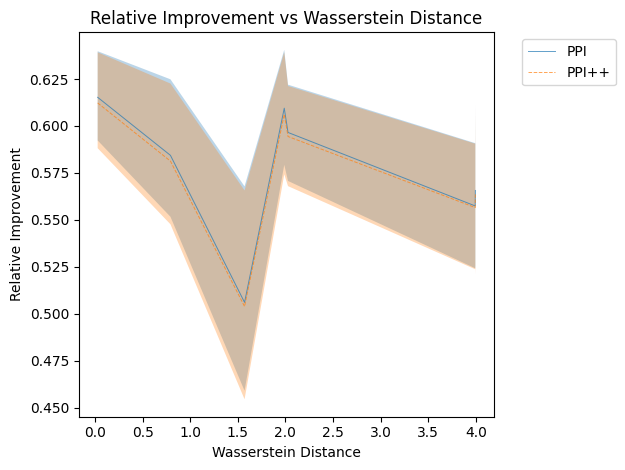 Relative Improvement vs Wasserstein Distance
PPI
PPI++
Relative Improvement
0.625
0.600
0.575
0.550
0.525
0.500
0.475
0.450
0.0 0.5 1.0 1.5 2.0 2.5 3.0 3.5 4.0
Wasserstein Distance